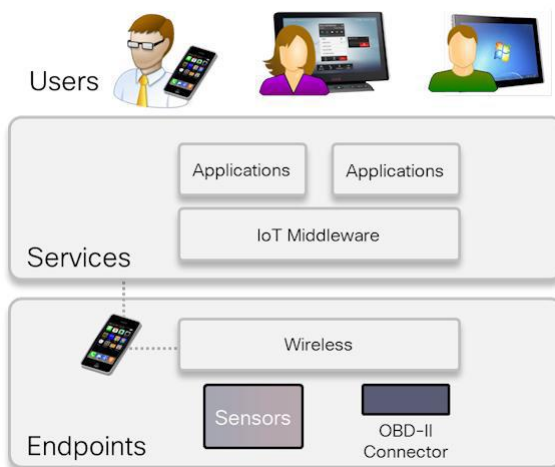 Users
Applications
Applications
IoT Middleware
Services
Wireless
Sensors
OBD-II
Connector
Endpoints